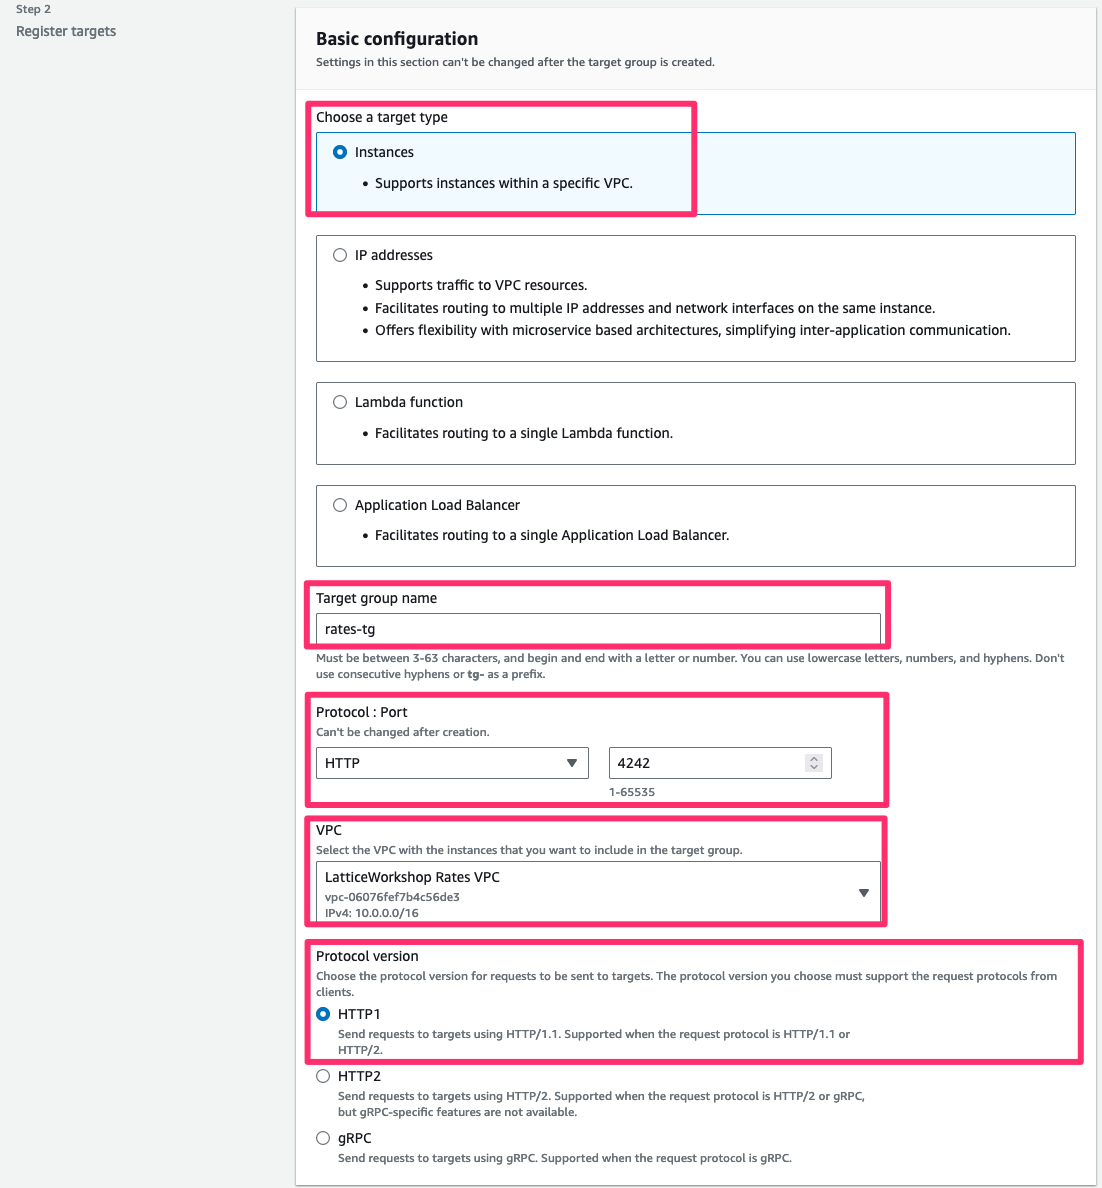 Step 2
Register targets
Basic configuration
Settings in this section can't be changed after the target group is created.
Choose a target type
Instances
• Supports instances within a specific VPC.
IP addresses
• Supports traffic to VPC resources.
• Facilitates routing to multiple IP addresses and network interfaces on the same instance.
• Offers flexibility with microservice based architectures, simplifying inter-application communication.
Lambda function
• Facilitates routing to a single Lambda function.
Application Load Balancer
• Facilitates routing to a single Application Load Balancer.
Target group name
rates-tg
Must be between 3-63 characters, and begin and end with a letter or number. You can use lowercase letters, numbers, and hyphens. Don't
use consecutive hyphens or tg- as a prefix.
Protocol : Port
Can't be changed after creation.
HTTP
4242
1-65535
VPC
Select the VPC with the instances that you want to include in the target group.
LatticeWorkshop Rates VPC
vpc-06076fef7b4c56de3
IPv4: 10.0.0.0/16
Protocol version
Choose the protocol version for requests to be sent to targets. The protocol version you choose must support the request protocols from
clients.
HTTP1
Send requests to targets using HTTP/1.1. Supported when the request protocol is HTTP/1.1 or
HTTP/2.
HTTP2
Send requests to targets using HTTP/2. Supported when the request protocol is HTTP/2 or gRPC,
but gRPC-specific features are not available.
gRPC
Send requests to targets using gRPC. Supported when the request protocol is gRPC.